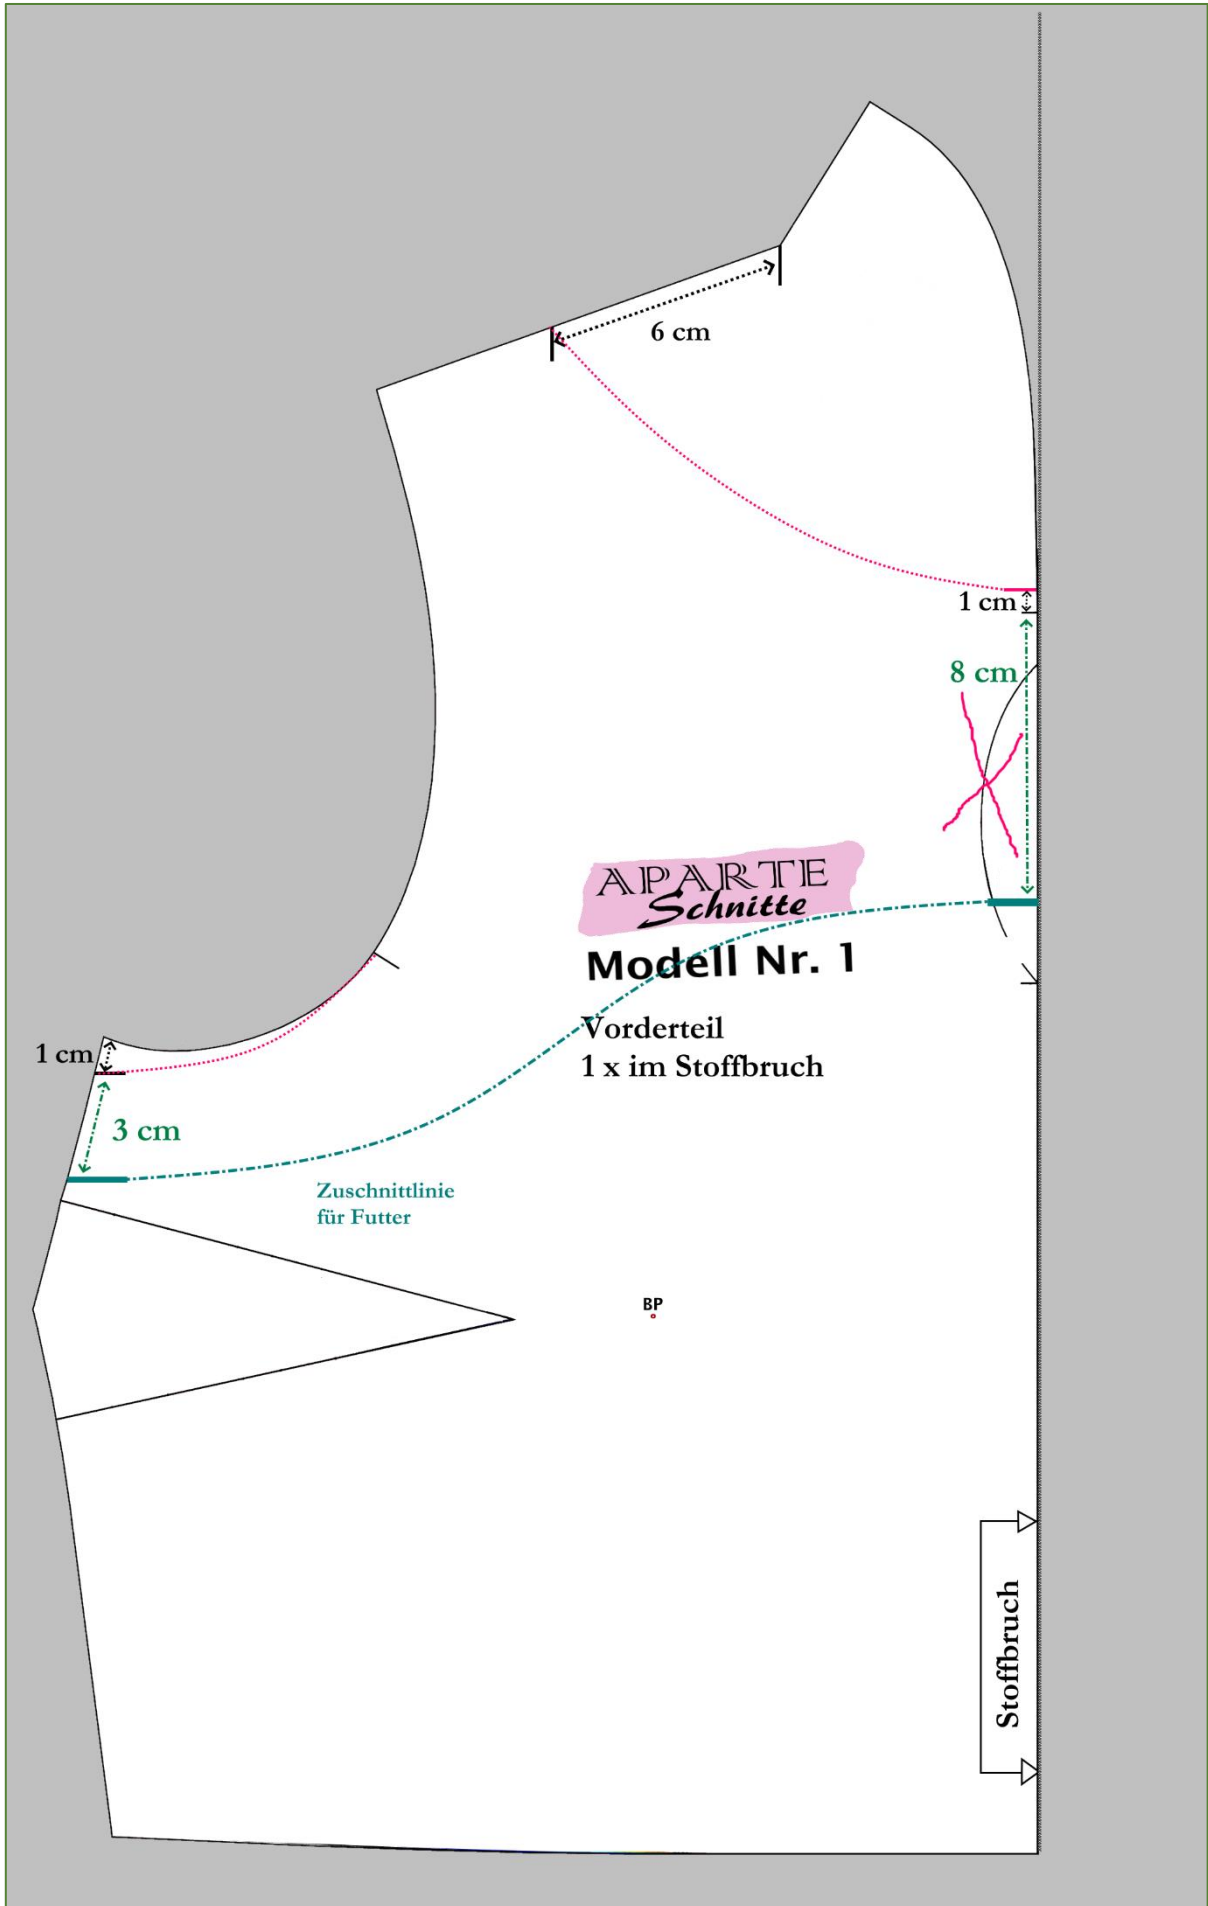 6 cm
1 cm
8 cm
APARTE
Schnitte
Modell Nr. 1
Vorderteil
1 x im Stoffbruch
1 cm
3 cm
Zuschnittlinie
für Futter
BP
Stoffbruch